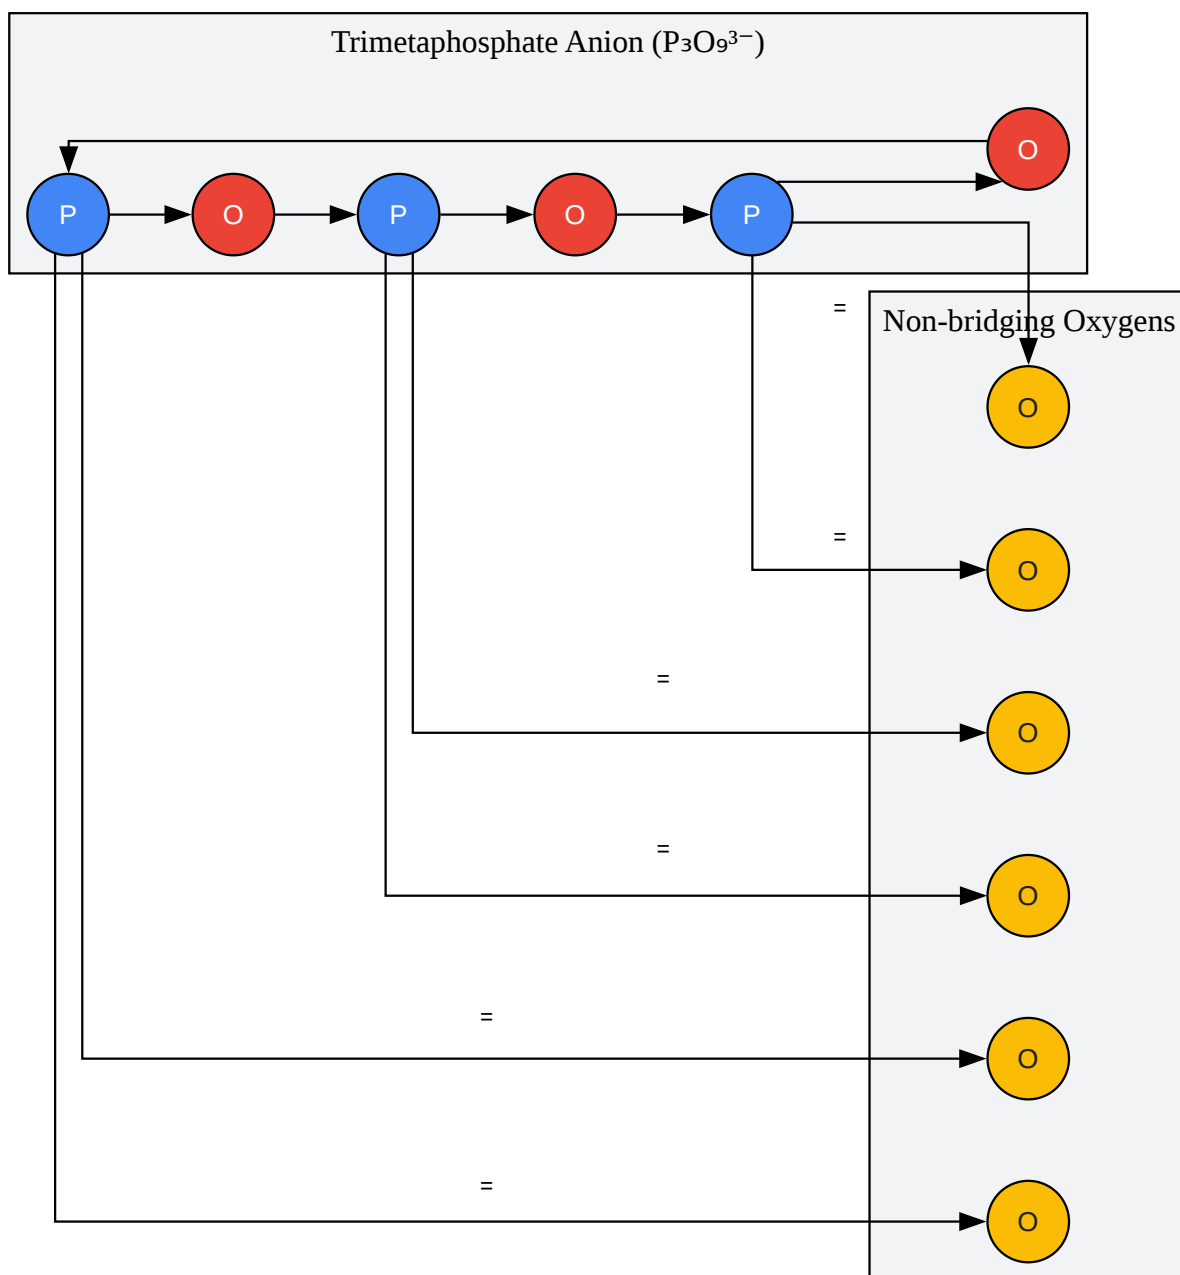 Trimetaphosphate Anion (P₃O₉³⁻)
O
P
O
P
O
P
=
Non-bridging Oxygens
O
=
O
=
O
=
O
=
O
=
O